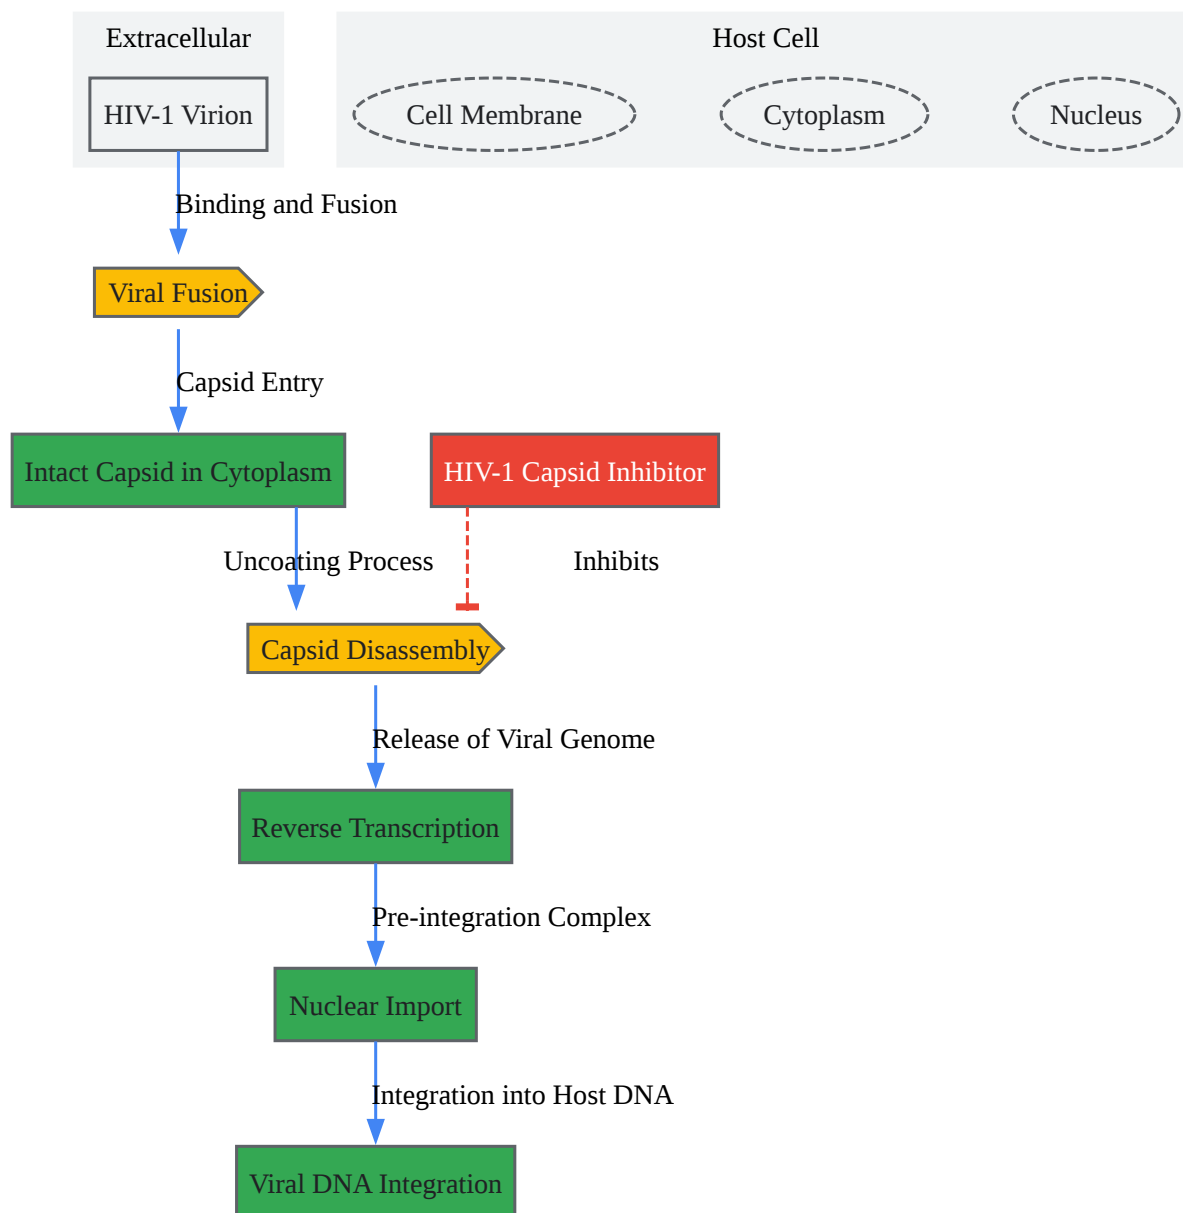 Extracellular
Host Cell
HIV-1 Virion
Cell Membrane
Cytoplasm
Nucleus
Binding and Fusion
Viral Fusion
Capsid Entry
Intact Capsid in Cytoplasm
HIV-1 Capsid Inhibitor
Uncoating Process
Inhibits
Capsid Disassembly
Release of Viral Genome
Reverse Transcription
Pre-integration Complex
Nuclear Import
Integration into Host DNA
Viral DNA Integration